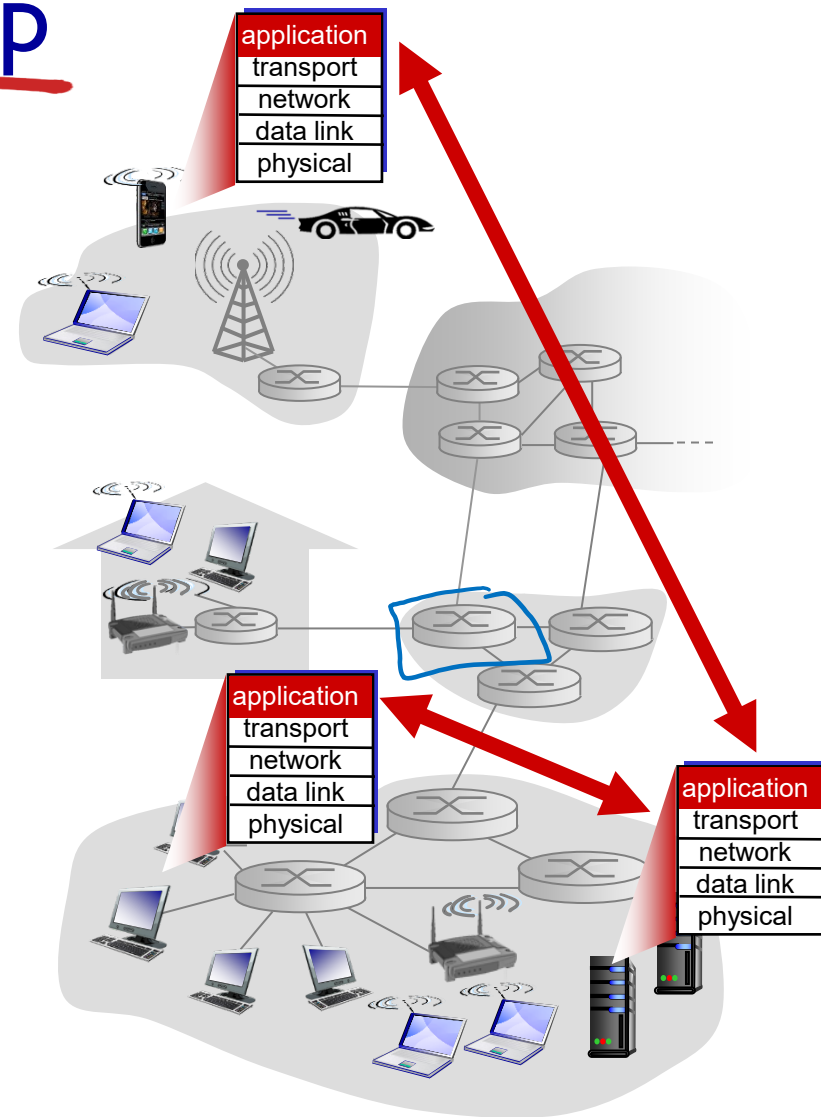 p
application
transport
network
data link
physical
application
transport
network
data link
physical
application
transport
network
data link
physical